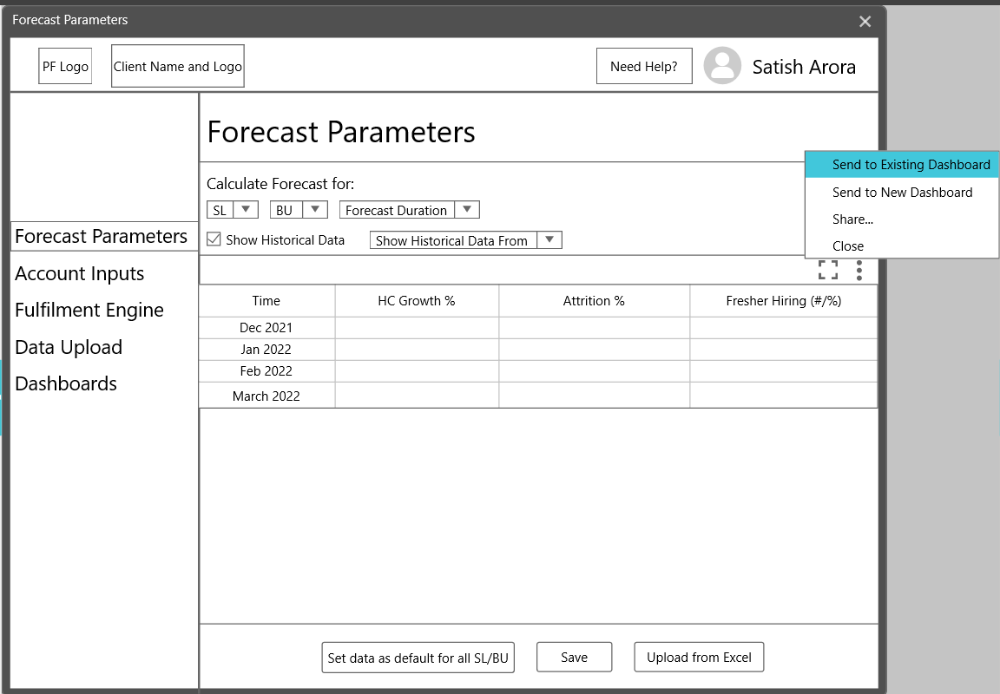 Forecast Parameters
PF Logo
Client Name and Logo
Need Help?
Satish Arora
Forecast Parameters
Send to Existing Dashboard
Send to New Dashboard
Share...
Close
Calculate Forecast for:
SL
BU
Forecast Duration
Show Historical Data
Show Historical Data From
Forecast Parameters
Account Inputs
Fulfilment Engine
Data Upload
Dashboards
Time HC Growth % Attrition % Fresher Hiring (#/%)
Dec 2021
Jan 2022
Feb 2022
March 2022
Set data as default for all SL/BU
Save
Upload from Excel